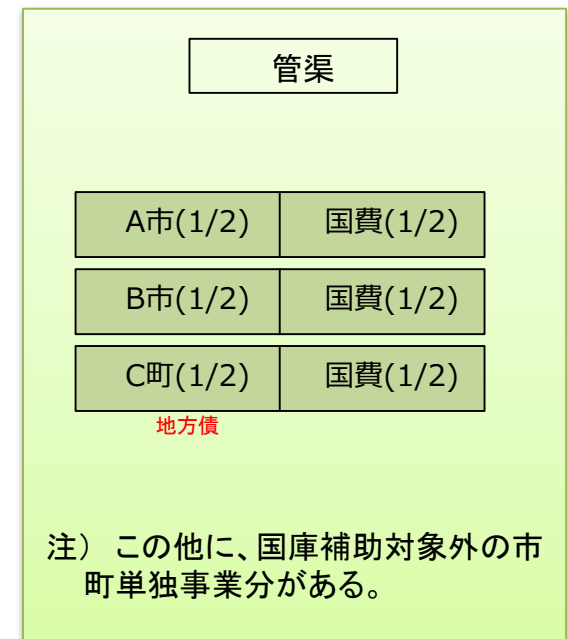 管渠
A市(1/2) 国費(1/2)
B市(1/2) 国費(1/2)
C町(1/2) 国費(1/2)
地方債
注） この他に、国庫補助対象外の市
町単独事業分がある。